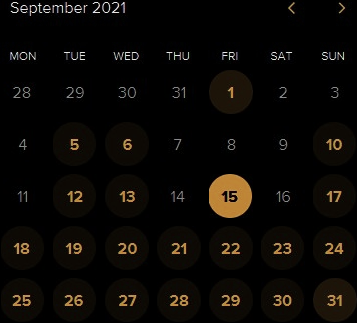 September 2021
MON TUE WED THU FRI SAT SUN
28 29 30 31 1 2 3
4 5 6 7 8 9 10
11 12 13 14 15 16 17
18 19 20 21 22 23 24
25 26 27 28 29 30 31